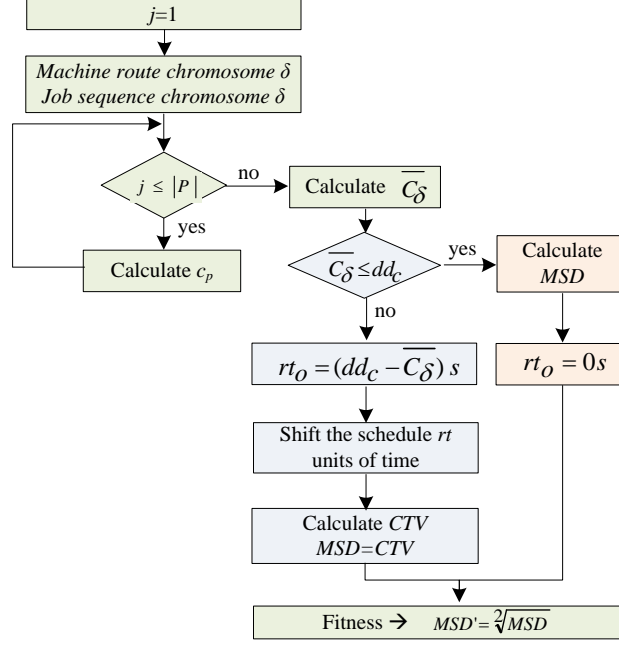 j=1
Machine route chromosome δ
Job sequence chromosome δ
j ≤ |P|
no
Calculate C̅δ
yes
Calculate cp
C̅δ ≤ ddc
yes
Calculate
MSD
no
rto = (ddc − C̅δ) s
rto = 0s
Shift the schedule rt
units of time
Calculate CTV
MSD=CTV
Fitness → MSD'= ²√MSD